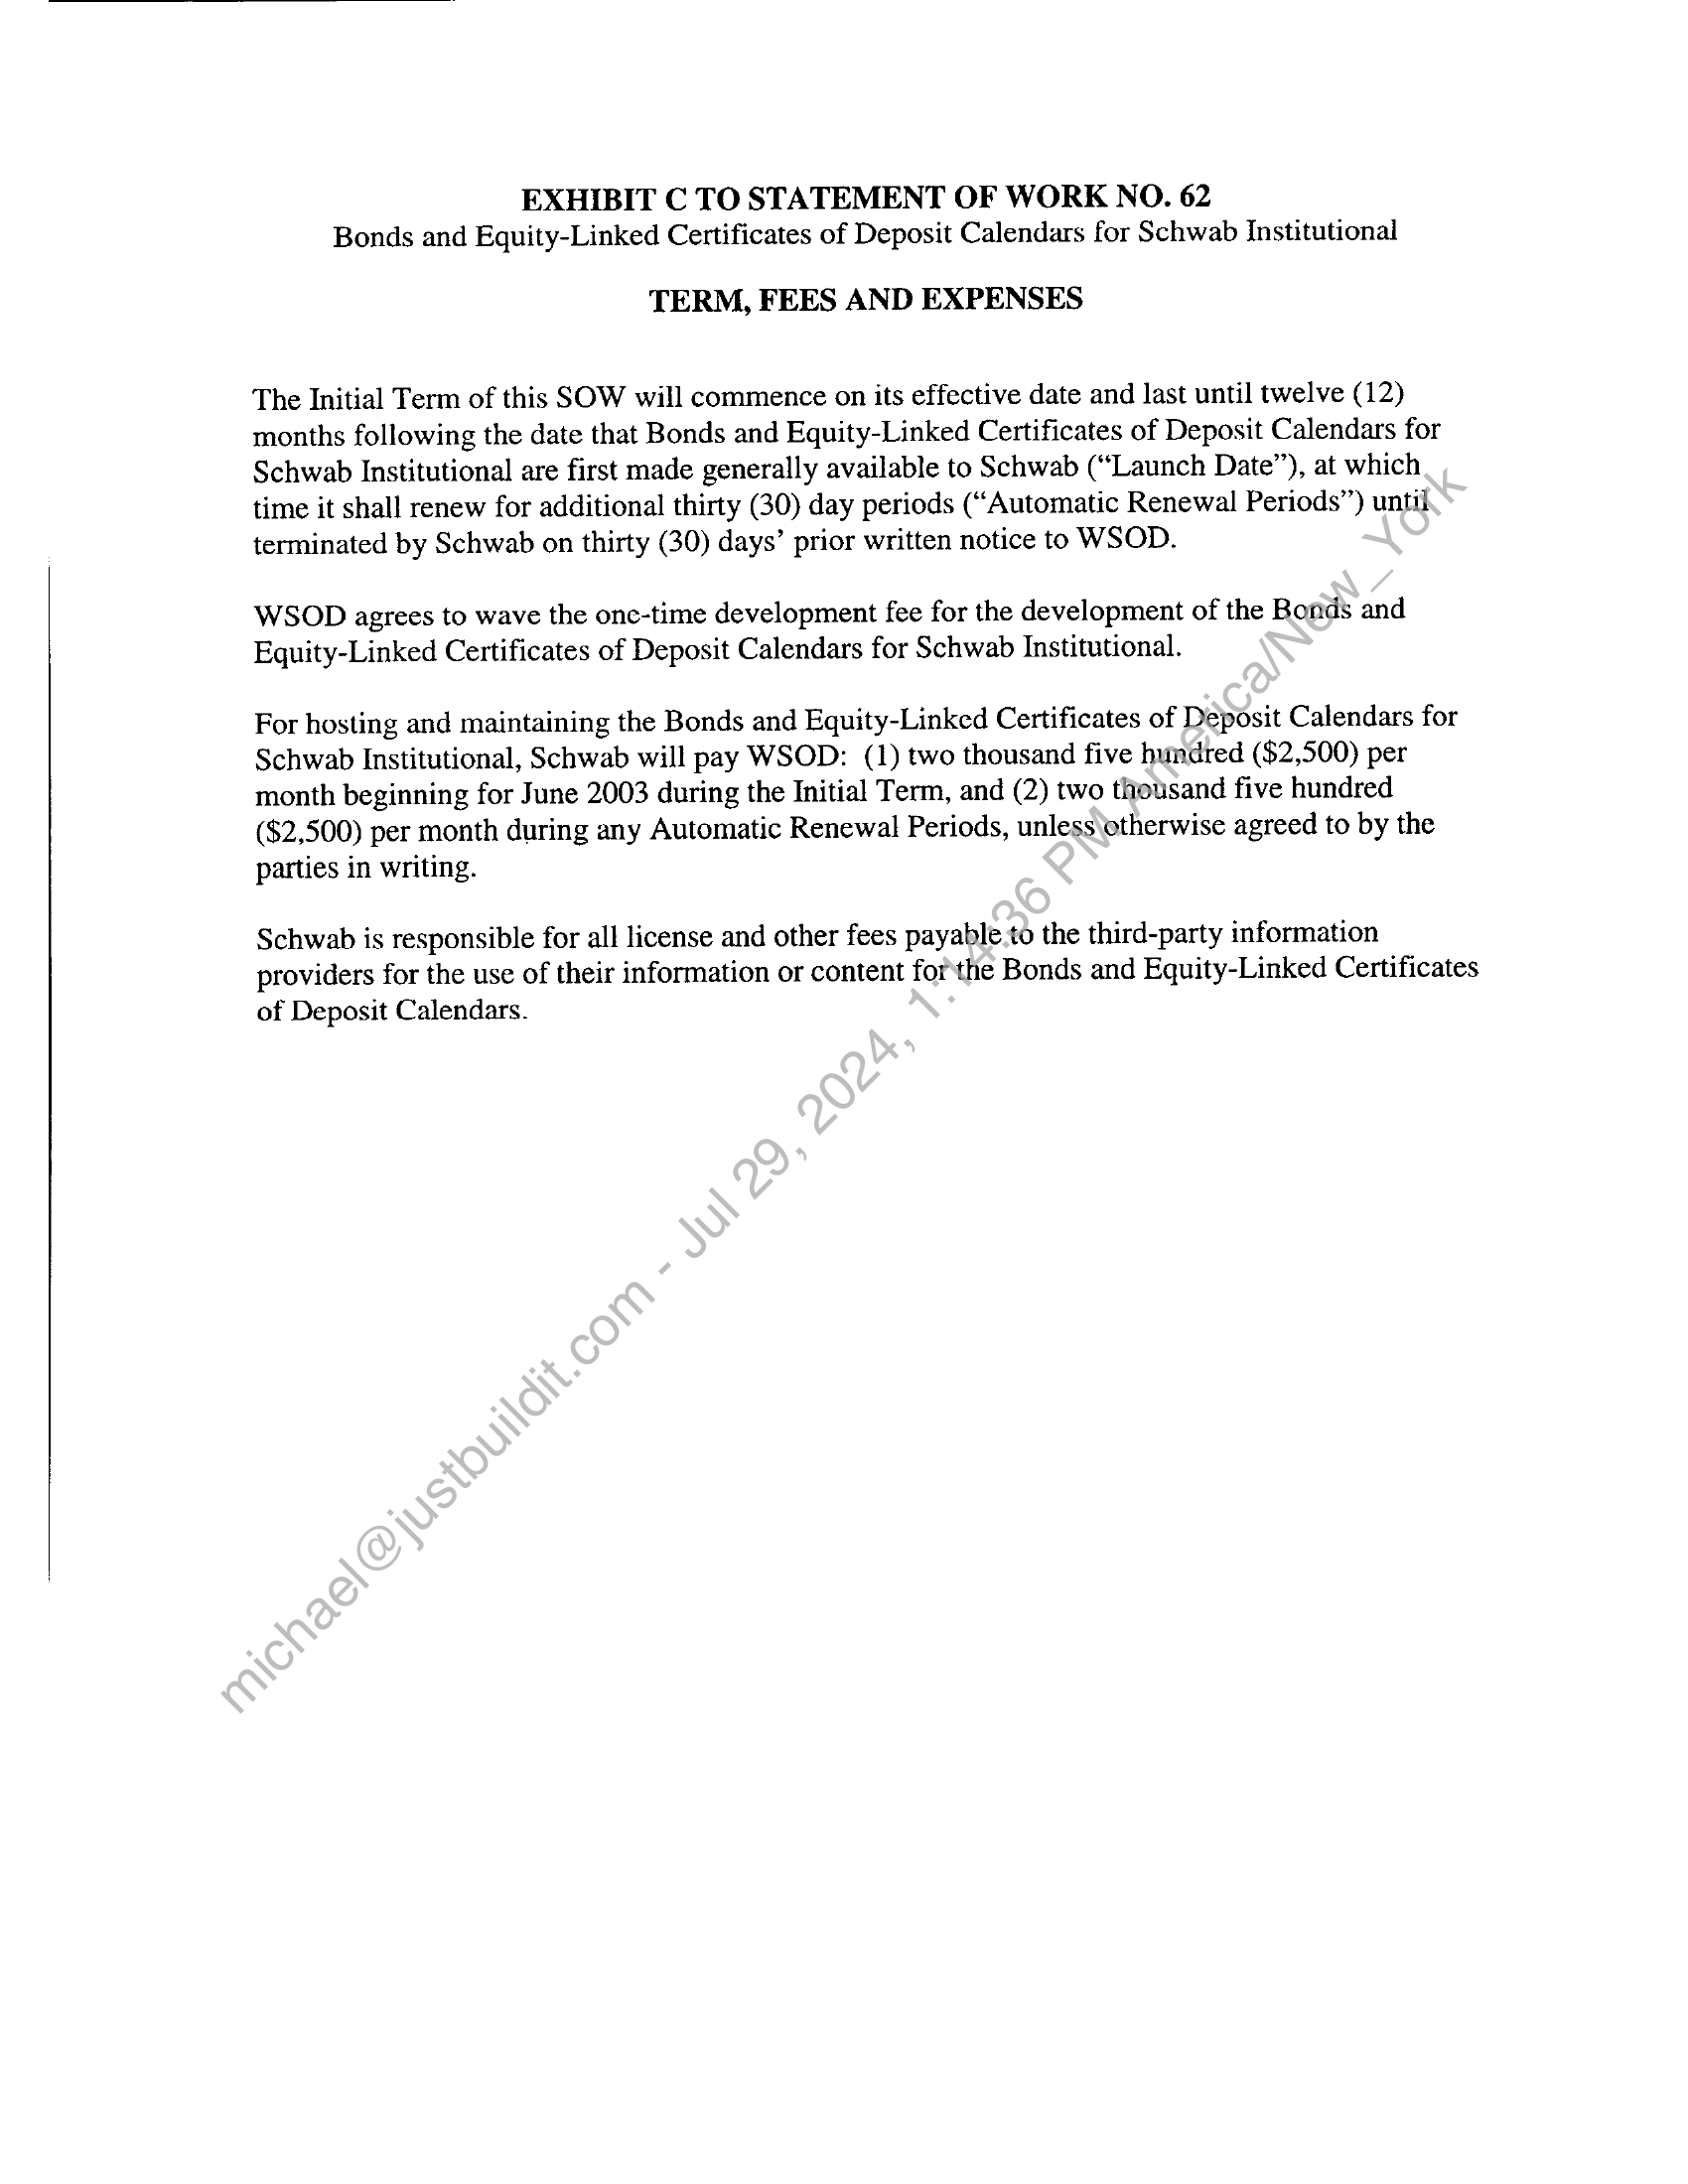 EXHIBIT C TO STATEMENT OF WORK NO. 62
Bonds and Equity-Linked Certificates of Deposit Calendars for Schwab Institutional
TERM, FEES AND EXPENSES
The Initial Term of this SOW will commence on its effective date and last until twelve (12)
months following the date that Bonds and Equity-Linked Certificates of Deposit Calendars for
Schwab Institutional are first made generally available to Schwab (“Launch Date”), at which
time it shall renew for additional thirty (30) day periods (“Automatic Renewal Periods”) until
terminated by Schwab on thirty (30) days’ prior written notice to WSOD.
WSOD agrees to wave the one-time development fee for the development of the Bonds and
Equity-Linked Certificates of Deposit Calendars for Schwab Institutional.
For hosting and maintaining the Bonds and Equity-Linked Certificates of Deposit Calendars for
Schwab Institutional, Schwab will pay WSOD: (1) two thousand five hundred ($2,500) per
month beginning for June 2003 during the Initial Term, and (2) two thousand five hundred
($2,500) per month during any Automatic Renewal Periods, unless otherwise agreed to by the
parties in writing.
Schwab is responsible for all license and other fees payable to the third-party information
providers for the use of their information or content for the Bonds and Equity-Linked Certificates
of Deposit Calendars.
michael@justbuildit.com - Jul 29, 2024, 1:14:36 PM America/New_York